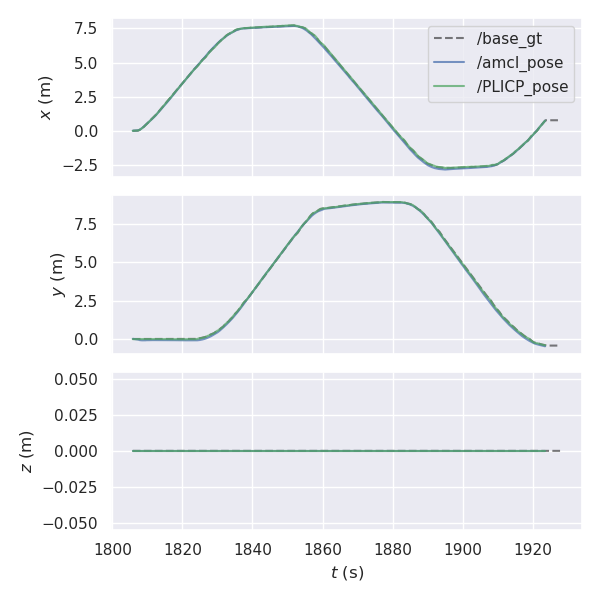 7.5
5.0
2.5
0.0
−2.5
x (m)
/base_gt
/amcl_pose
/PLICP_pose
7.5
5.0
2.5
0.0
y (m)
0.050
0.025
0.000
−0.025
−0.050
z (m)
1800 1820 1840 1860 1880 1900 1920
t (s)